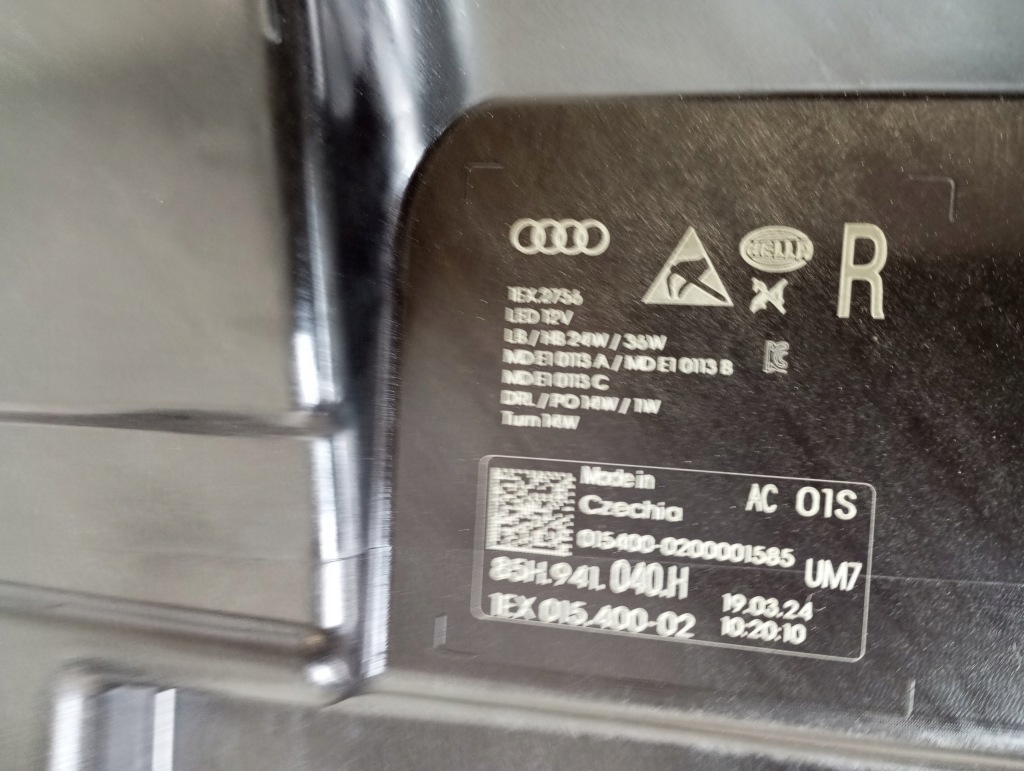 HELLA
R
1EX.2756
LED 12V
LB / HB 24W / 36W
MD E1 0113 A / MD E1 0113 B
MD E1 0113 C
DRL / PO 14W / 1W
Turn 14W
Made in
Czechia
AC 01S
015400-0200001585
UM7
85H.941.040.H
19.03.24
1EX 015.400-02
10:20:10